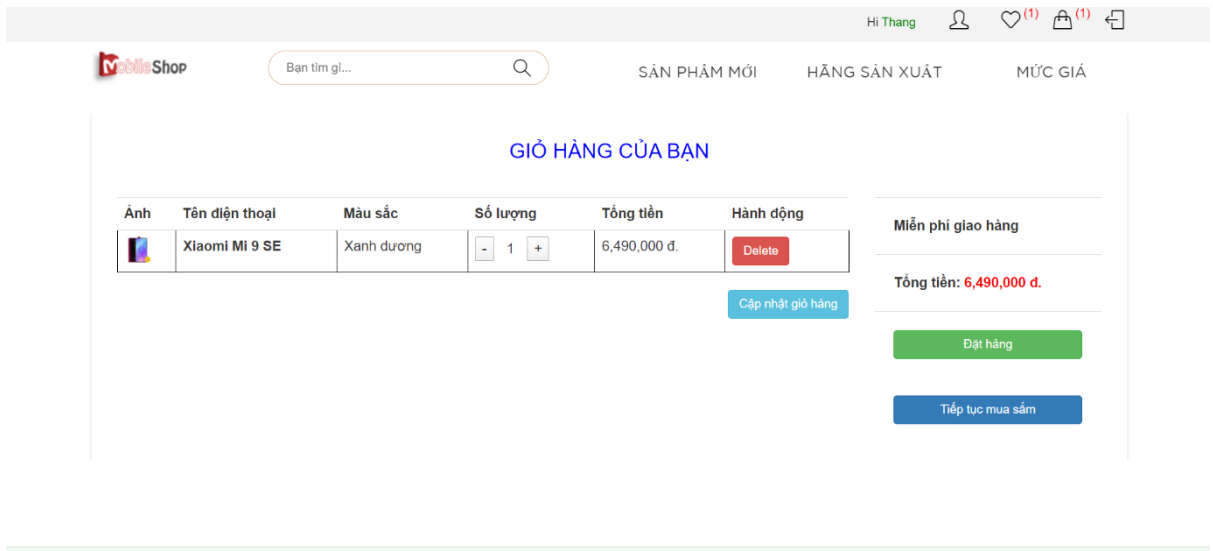 Hi Thang (1) (1)
MobileShop Bạn tìm gì... SẢN PHẨM MỚI HÃNG SẢN XUẤT MỨC GIÁ
GIỎ HÀNG CỦA BẠN
Ảnh Tên điện thoại Màu sắc Số lượng Tổng tiền Hành động
Xiaomi Mi 9 SE Xanh dương - 1 + 6,490,000 đ. Delete
Cập nhật giỏ hàng
Miễn phí giao hàng
Tổng tiền: 6,490,000 đ.
Đặt hàng
Tiếp tục mua sắm